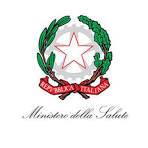 REPVBBLICA ITALIANA
Ministero della Salute